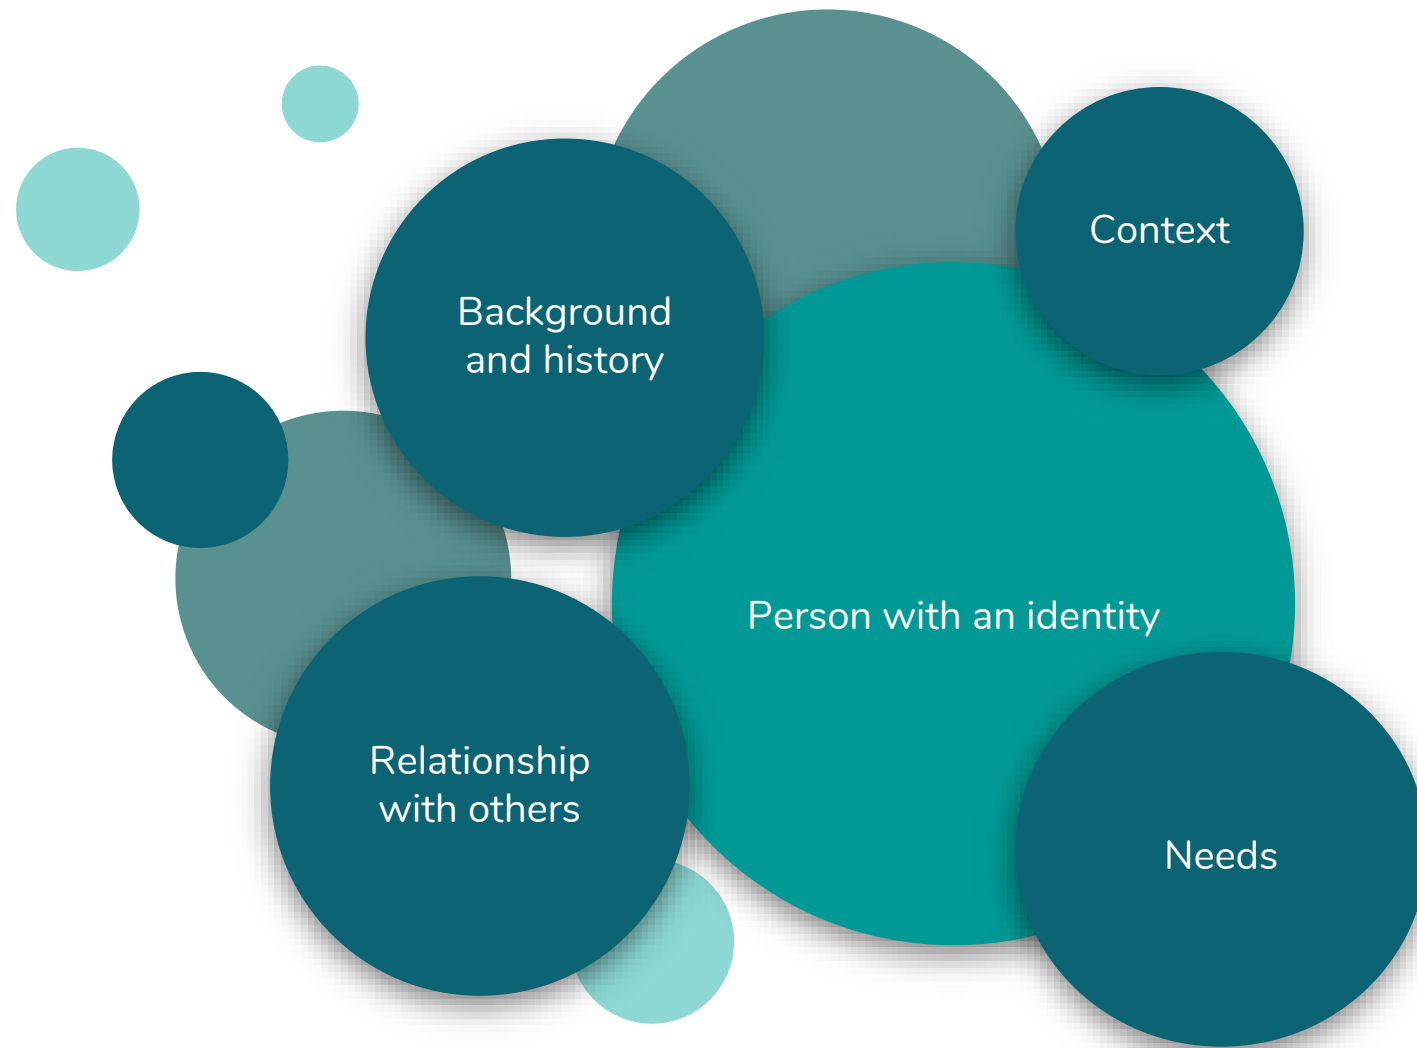 Context
Background
and history
Person with an identity
Relationship
with others
Needs